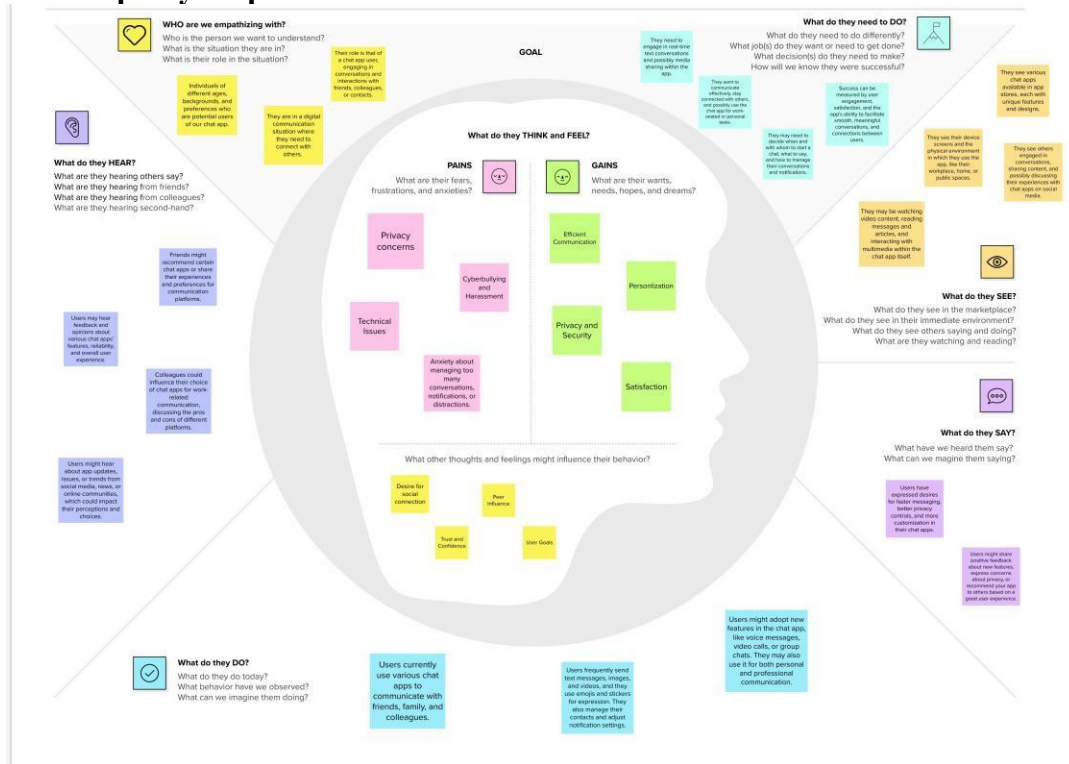 WHO are we empathizing with?
Who is the person we want to understand?
What is the situation they are in?
What is their role in the situation?
Individuals of
different ages,
backgrounds, and
preferences who
are potential users
of our chat app.
They are in a digital
communication
situation where
they need to
connect with
others.
Their role is that of
a chat app user,
engaging in
conversations and
interactions with
friends, colleagues,
or contacts.
GOAL
What do they need to DO?
What do they need to do differently?
What job(s) do they want or need to get done?
What decision(s) do they need to make?
How will we know they were successful?
They need to
engage in real-time
text conversations
and possibly media
sharing within the
app.
They want to
communicate
effectively, stay
connected with others,
and possibly use the
chat app for work-
related or personal
tasks.
They may need to
decide when and
with whom to start a
chat, what to say,
and how to manage
their conversations
and notifications.
Success can be
measured by user
engagement,
satisfaction, and the
app's ability to facilitate
smooth, meaningful
conversations, and
connections between
users.
What do they HEAR?
What are they hearing others say?
What are they hearing from friends?
What are they hearing from colleagues?
What are they hearing second-hand?
Friends might
recommend certain
chat apps or share
their experiences
and preferences for
communication
platforms.
Users may hear
feedback and
opinions about
various chat apps'
features, reliability,
and overall user
experience.
Colleagues could
influence their choice
of chat apps for work-
related
communication,
discussing the pros
and cons of different
platforms.
Users might hear
about app updates,
issues, or trends from
social media, news, or
online communities,
which could impact
their perceptions and
choices.
What do they THINK and FEEL?
PAINS
What are their fears,
frustrations, and anxieties?
Privacy
concerns
Cyberbullying
and
Harassment
Technical
Issues
Anxiety about
managing too
many
conversations,
notifications, or
distractions.
GAINS
What are their wants,
needs, hopes, and dreams?
Efficient
Communication
Personlization
Privacy and
Security
Satisfaction
What other thoughts and feelings might influence their behavior?
Desire for
social
connection
Peer
Influence
Trust and
Confidence
User Goals
They see various
chat apps
available in app
stores, each with
unique features
and designs.
They see their device
screens and the
physical environment
in which they use the
app, like their
workplace, home, or
public spaces.
They see others
engaged in
conversations,
sharing content, and
possibly discussing
their experiences with
chat apps on social
media.
They may be watching
video content, reading
messages and
articles, and
interacting with
multimedia within the
chat app itself.
What do they SEE?
What do they see in the marketplace?
What do they see in their immediate environment?
What do they see others saying and doing?
What are they watching and reading?
What do they SAY?
What have we heard them say?
What can we magine them saying?
Users have
expressed desires
for faster messaging,
better privacy
controls, and more
customization in
their chat apps.
Users might share
positive feedback
about new features,
express concerns
about privacy, or
recommend your app
to others based on a
great user experience.
What do they DO?
What do they do today?
What behavior have we observed?
What can we imagine them doing?
Users currently
use various chat
apps to
communicate with
friends, family, and
colleagues.
Users frequently send
text messages, images,
and videos, and they
use emojis and stickers
for expression. They
also manage their
contacts and adjust
notification settings.
Users might adopt new
features in the chat app,
like voice messages,
video calls, or group
chats. They may also
use it for both personal
and professional
communication.